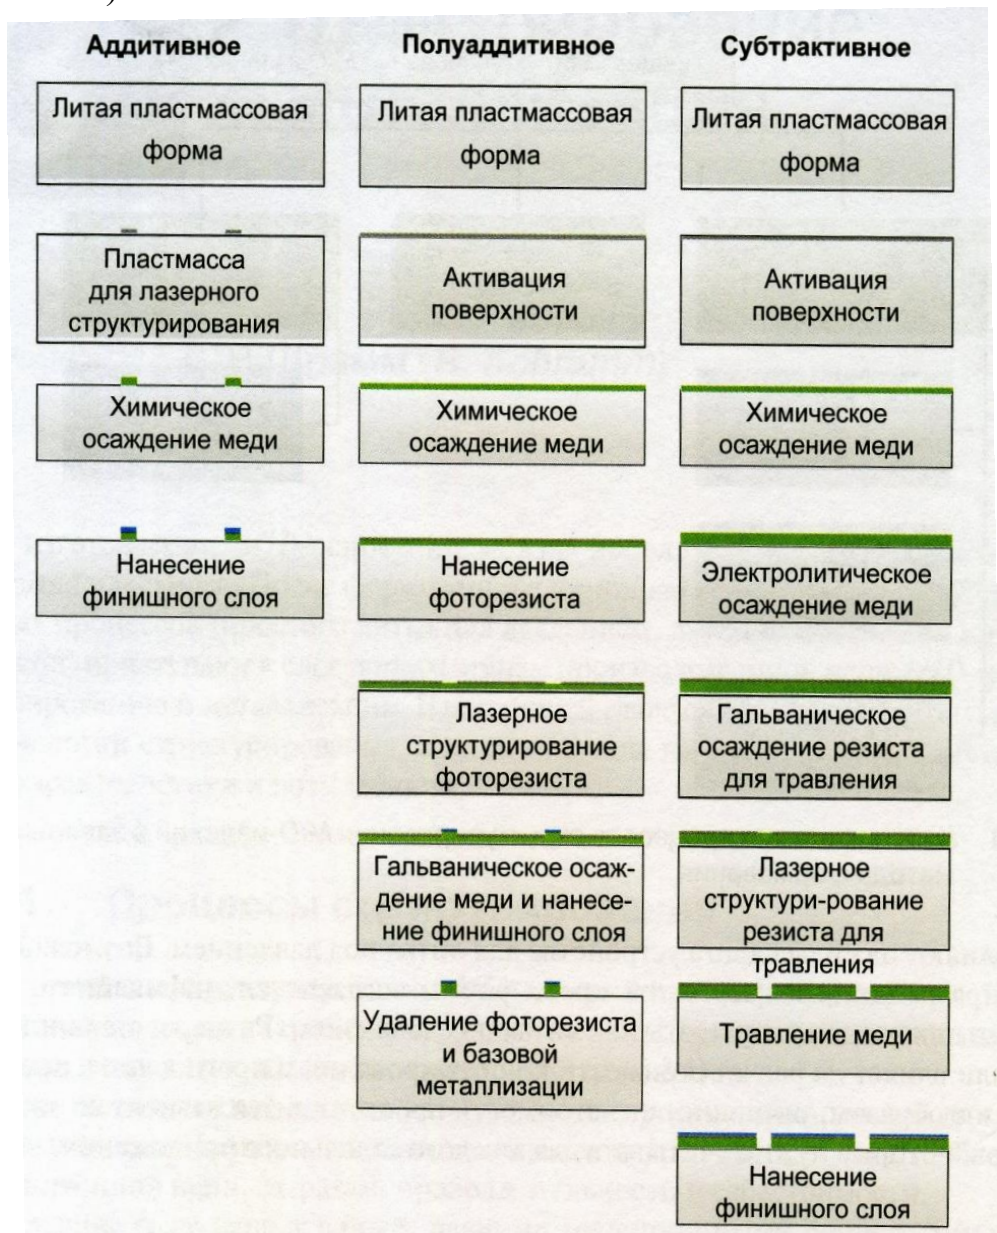 Аддитивное
Литая пластмассовая
форма
Пластмасса
для лазерного
структурирования
Химическое
осаждение меди
Нанесение
финишного слоя
Полуаддитивное
Литая пластмассовая
форма
Активация
поверхности
Химическое
осаждение меди
Нанесение
фоторезиста
Лазерное
структурирование
фоторезиста
Гальваническое осаж-
дение меди и нанесе-
ние финишного слоя
Удаление фоторезиста
и базовой
металлизации
Субтрактивное
Литая пластмассовая
форма
Активация
поверхности
Химическое
осаждение меди
Электролитическое
осаждение меди
Гальваническое
осаждение резиста
для травления
Лазерное
структури-рование
резиста для
травления
Травление меди
Нанесение
финишного слоя